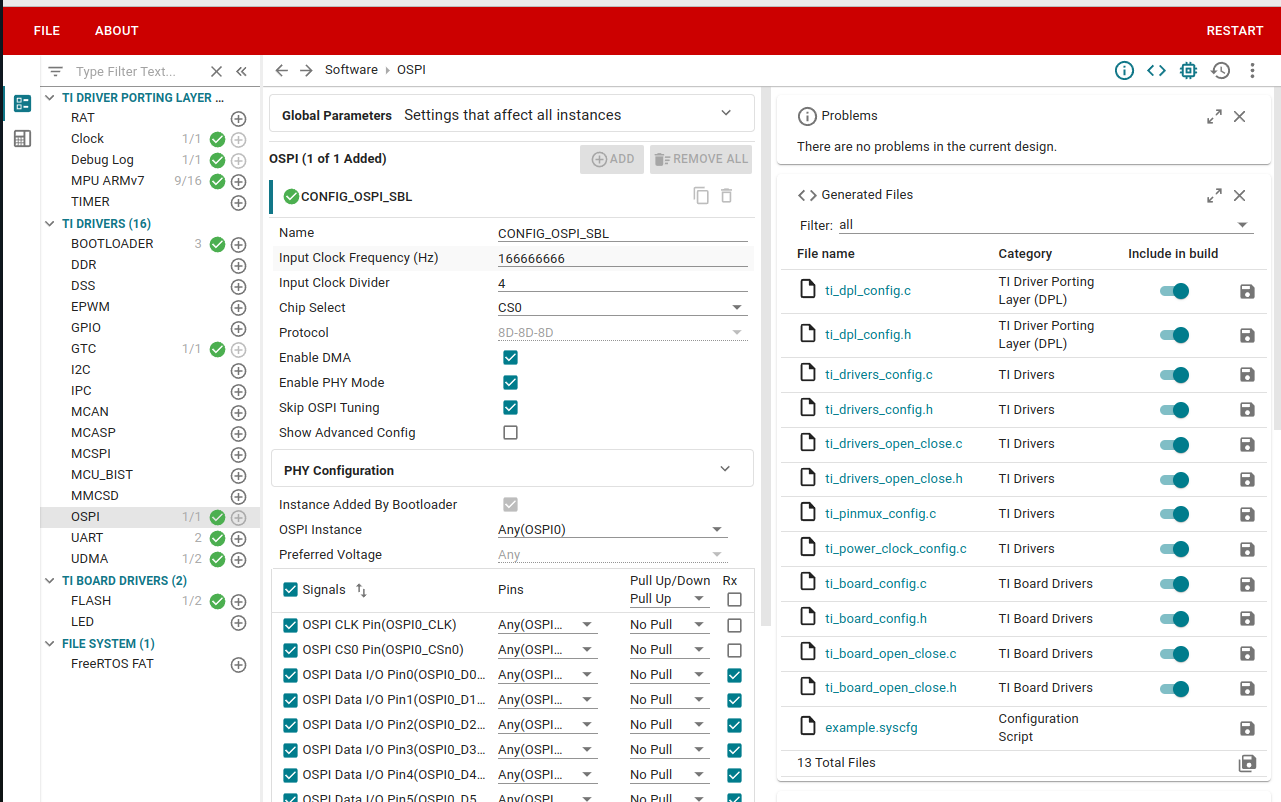 FILE ABOUT RESTART
Type Filter Text...
TI DRIVER PORTING LAYER ...
RAT
Clock 1/1
Debug Log 1/1
MPU ARMv7 9/16
TIMER
TI DRIVERS (16)
BOOTLOADER 3
DDR
DSS
EPWM
GPIO
GTC 1/1
I2C
IPC
MCAN
MCASP
MCSPI
MCU_BIST
MMCSD
OSPI 1/1
UART 2
UDMA 1/2
TI BOARD DRIVERS (2)
FLASH 1/2
LED
FILE SYSTEM (1)
FreeRTOS FAT
Software OSPI
Global Parameters Settings that affect all instances
OSPI (1 of 1 Added) ADD REMOVE ALL
CONFIG_OSPI_SBL
Name CONFIG_OSPI_SBL
Input Clock Frequency (Hz) 166666666
Input Clock Divider 4
Chip Select CS0
Protocol 8D-8D-8D
Enable DMA
Enable PHY Mode
Skip OSPI Tuning
Show Advanced Config
PHY Configuration
Instance Added By Bootloader
OSPI Instance Any(OSPI0)
Preferred Voltage Any
Signals Pins Pull Up/Down Rx
Pull Up
OSPI CLK Pin(OSPI0_CLK) Any(OSPI... No Pull
OSPI CS0 Pin(OSPI0_CSn0) Any(OSPI... No Pull
OSPI Data I/O Pin0(OSPI0_D0... Any(OSPI... No Pull
OSPI Data I/O Pin1(OSPI0_D1... Any(OSPI... No Pull
OSPI Data I/O Pin2(OSPI0_D2... Any(OSPI... No Pull
OSPI Data I/O Pin3(OSPI0_D3... Any(OSPI... No Pull
OSPI Data I/O Pin4(OSPI0_D4... Any(OSPI... No Pull
OSPI Data I/O Pin5(OSPI0_D5... Any(OSPI... No Pull
Problems
There are no problems in the current design.
Generated Files
Filter: all
File name Category Include in build
ti_dpl_config.c TI Driver Porting
Layer (DPL)
ti_dpl_config.h TI Driver Porting
Layer (DPL)
ti_drivers_config.c TI Drivers
ti_drivers_config.h TI Drivers
ti_drivers_open_close.c TI Drivers
ti_drivers_open_close.h TI Drivers
ti_pinmux_config.c TI Drivers
ti_power_clock_config.c TI Drivers
ti_board_config.c TI Board Drivers
ti_board_config.h TI Board Drivers
ti_board_open_close.c TI Board Drivers
ti_board_open_close.h TI Board Drivers
example.syscfg Configuration
Script
13 Total Files